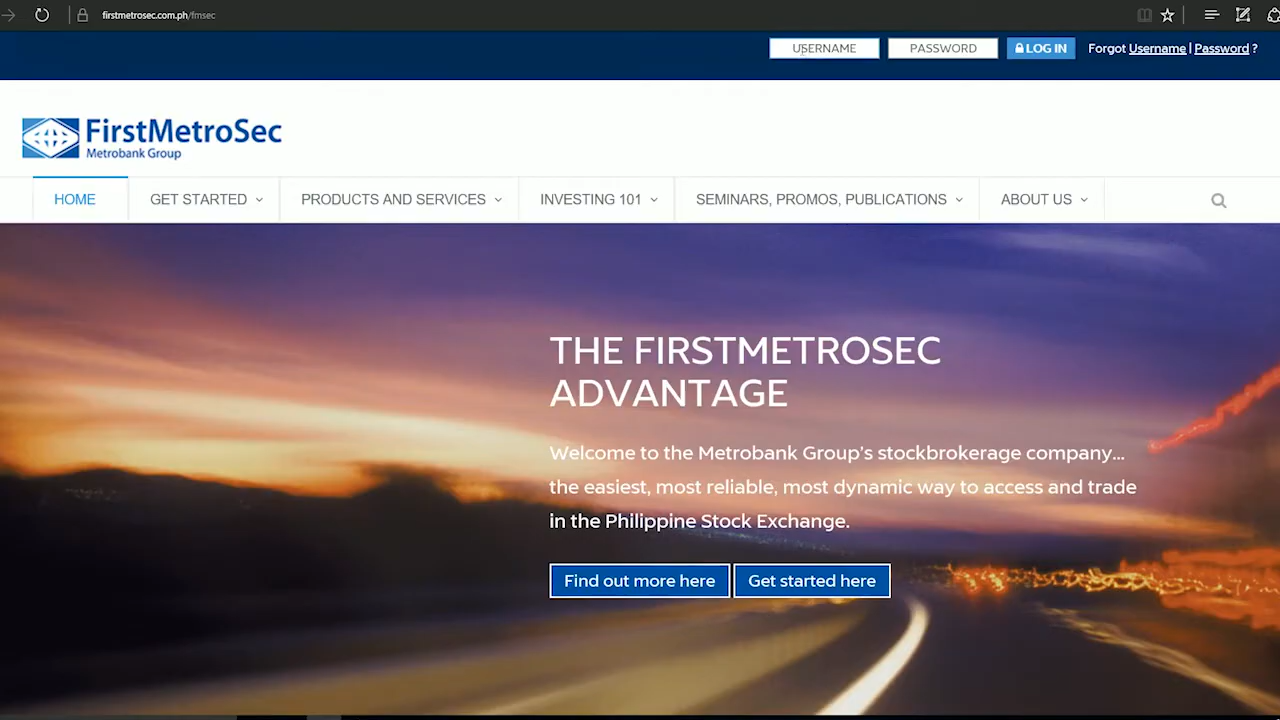 firstmetrosec.com.ph/fmsec
USERNAME PASSWORD LOG IN Forgot Username | Password ?
FirstMetroSec
Metrobank Group
HOME GET STARTED PRODUCTS AND SERVICES INVESTING 101 SEMINARS, PROMOS, PUBLICATIONS ABOUT US
THE FIRSTMETROSEC
ADVANTAGE
Welcome to the Metrobank Group's stockbrokerage company...
the easiest, most reliable, most dynamic way to access and trade
in the Philippine Stock Exchange.
Find out more here Get started here